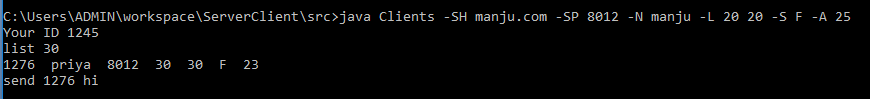 C:\Users\ADMIN\workspace\ServerClient\src>java Clients -SH manju.com -SP 8012 -N manju -L 20 20 -S F -A 25
Your ID 1245
list 30
1276  priya  8012  30  30  F  23
send 1276 hi